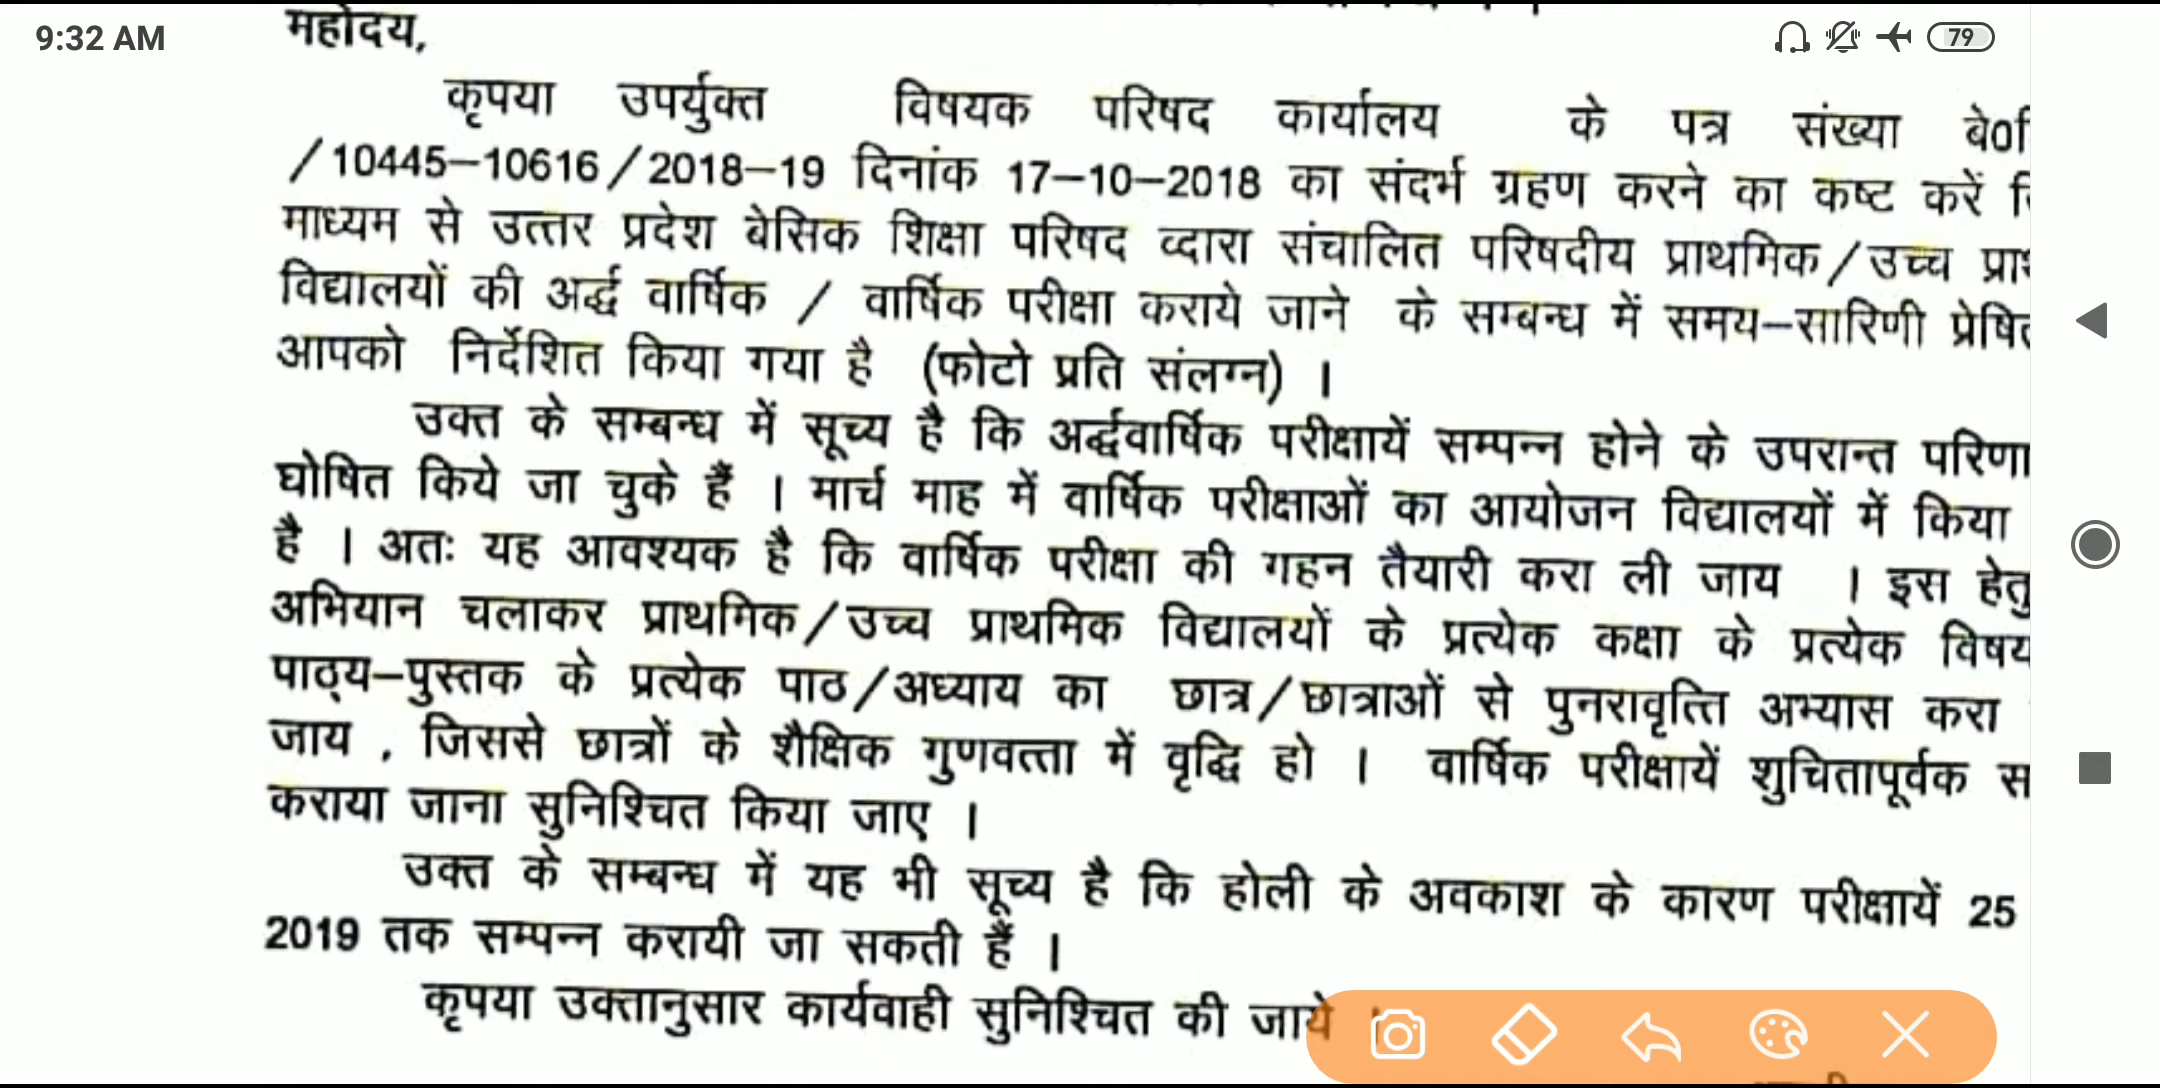 9:32 AM
79
महोदय,
कृपया उपर्युक्त विषयक परिषद कार्यालय के पत्र संख्या
/10445–10616/2018–19 दिनांक 17–10–2018 का संदर्भ ग्रहण करने का कष्ट करें
माध्यम से उत्तर प्रदेश बेसिक शिक्षा परिषद व्दारा संचालित परिषदीय प्राथमिक/उच्च
विद्यालयों की अर्द्ध वार्षिक / वार्षिक परीक्षा कराये जाने के सम्बन्ध में समय–सारिणी
आपको निर्देशित किया गया है (फोटो प्रति संलग्न) ।
उक्त के सम्बन्ध में सूच्य है कि अर्द्धवार्षिक परीक्षायें सम्पन्न होने के उपरान्त
घोषित किये जा चुके हैं । मार्च माह में वार्षिक परीक्षाओं का आयोजन विद्यालयों में किया
है । अतः यह आवश्यक है कि वार्षिक परीक्षा की गहन तैयारी करा ली जाय । इस हेतु
अभियान चलाकर प्राथमिक/उच्च प्राथमिक विद्यालयों के प्रत्येक कक्षा के प्रत्येक विषय
पाठ्य–पुस्तक के प्रत्येक पाठ/अध्याय का छात्र/छात्राओं से पुनरावृत्ति अभ्यास करा
जाय , जिससे छात्रों के शैक्षिक गुणवत्ता में वृद्धि हो । वार्षिक परीक्षायें शुचितापूर्वक
कराया जाना सुनिश्चित किया जाए ।
उक्त के सम्बन्ध में यह भी सूच्य है कि होली के अवकाश के कारण परीक्षायें 25
2019 तक सम्पन्न करायी जा सकती हैं ।
कृपया उक्तानुसार कार्यवाही सुनिश्चित की जाये ।